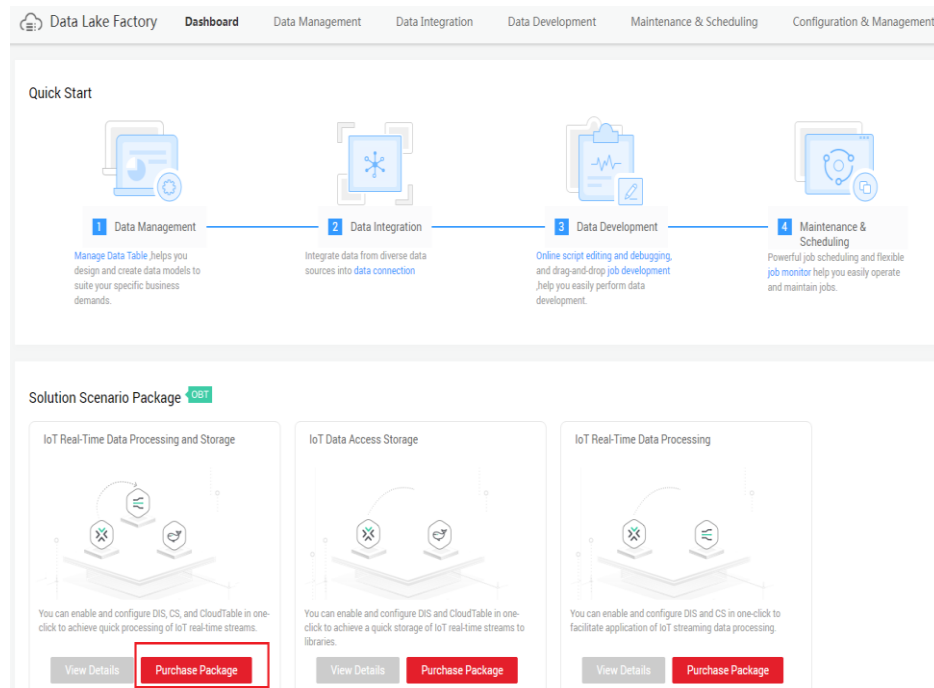 Data Lake Factory Dashboard Data Management Data Integration Data Development Maintenance & Scheduling Configuration & Management
Quick Start
1 Data Management
Manage Data Table ,helps you
design and create data models to
suite your specific business
demands.
2 Data Integration
Integrate data from diverse data
sources into data connection
3 Data Development
Online script editing and debugging,
and drag-and-drop job development
,help you easily perform data
development.
4 Maintenance &
Scheduling
Powerful job scheduling and flexible
job monitor help you easily operate
and maintain jobs.
Solution Scenario Package OBT
IoT Real-Time Data Processing and Storage
You can enable and configure DIS, CS, and CloudTable in one-
click to achieve quick processing of IoT real-time streams.
View Details Purchase Package
IoT Data Access Storage
You can enable and configure DIS and CloudTable in one-
click to achieve a quick storage of IoT real-time streams to
libraries.
View Details Purchase Package
IoT Real-Time Data Processing
You can enable and configure DIS and CS in one-click to
facilitate application of IoT streaming data processing.
View Details Purchase Package